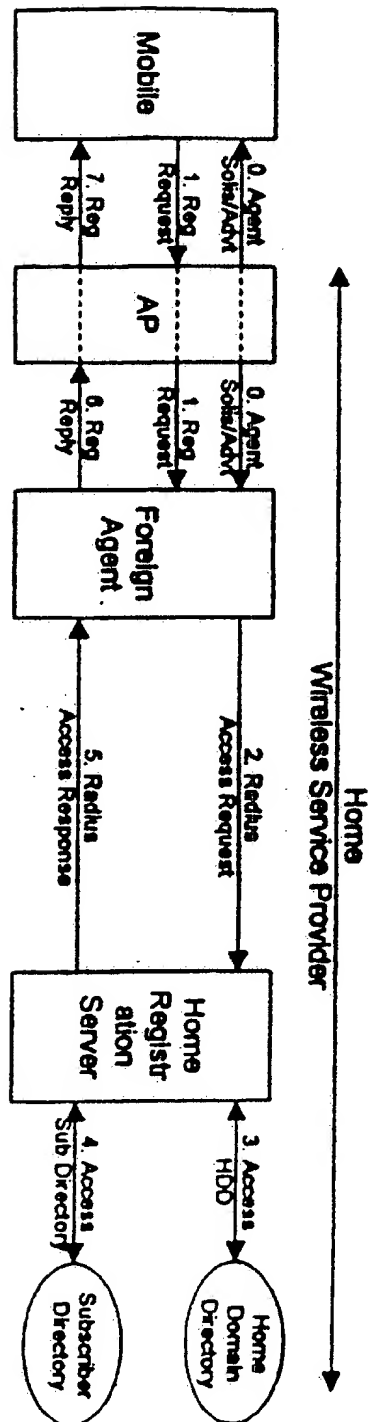 Home
Wireless Service Provider
Mobile
0. Agent
Solis/Advt
1. Reg
Request
7. Reg
Reply
AP
0. Agent
Solis/Advt
1. Reg
Request
6. Reg
Reply
Foreign
Agent .
2. Radius
Access Request
5. Radius
Access Response
Home
Registr
ation
Server
3. Access
HDD
4. Access
Sub Directory
Home
Domain
Directory
Subscriber
Directory